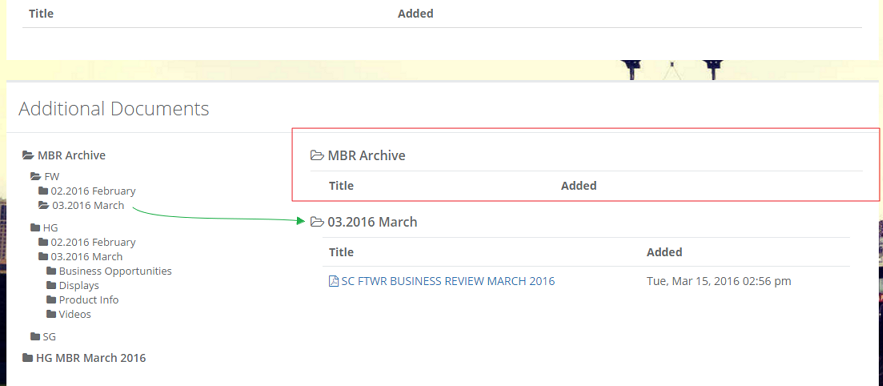 Title Added
Additional Documents
MBR Archive
FW
02.2016 February
03.2016 March
HG
02.2016 February
03.2016 March
Business Opportunities
Displays
Product Info
Videos
SG
HG MBR March 2016
MBR Archive
Title Added
03.2016 March
Title Added
SC FTWR BUSINESS REVIEW MARCH 2016 Tue, Mar 15, 2016 02:56 pm